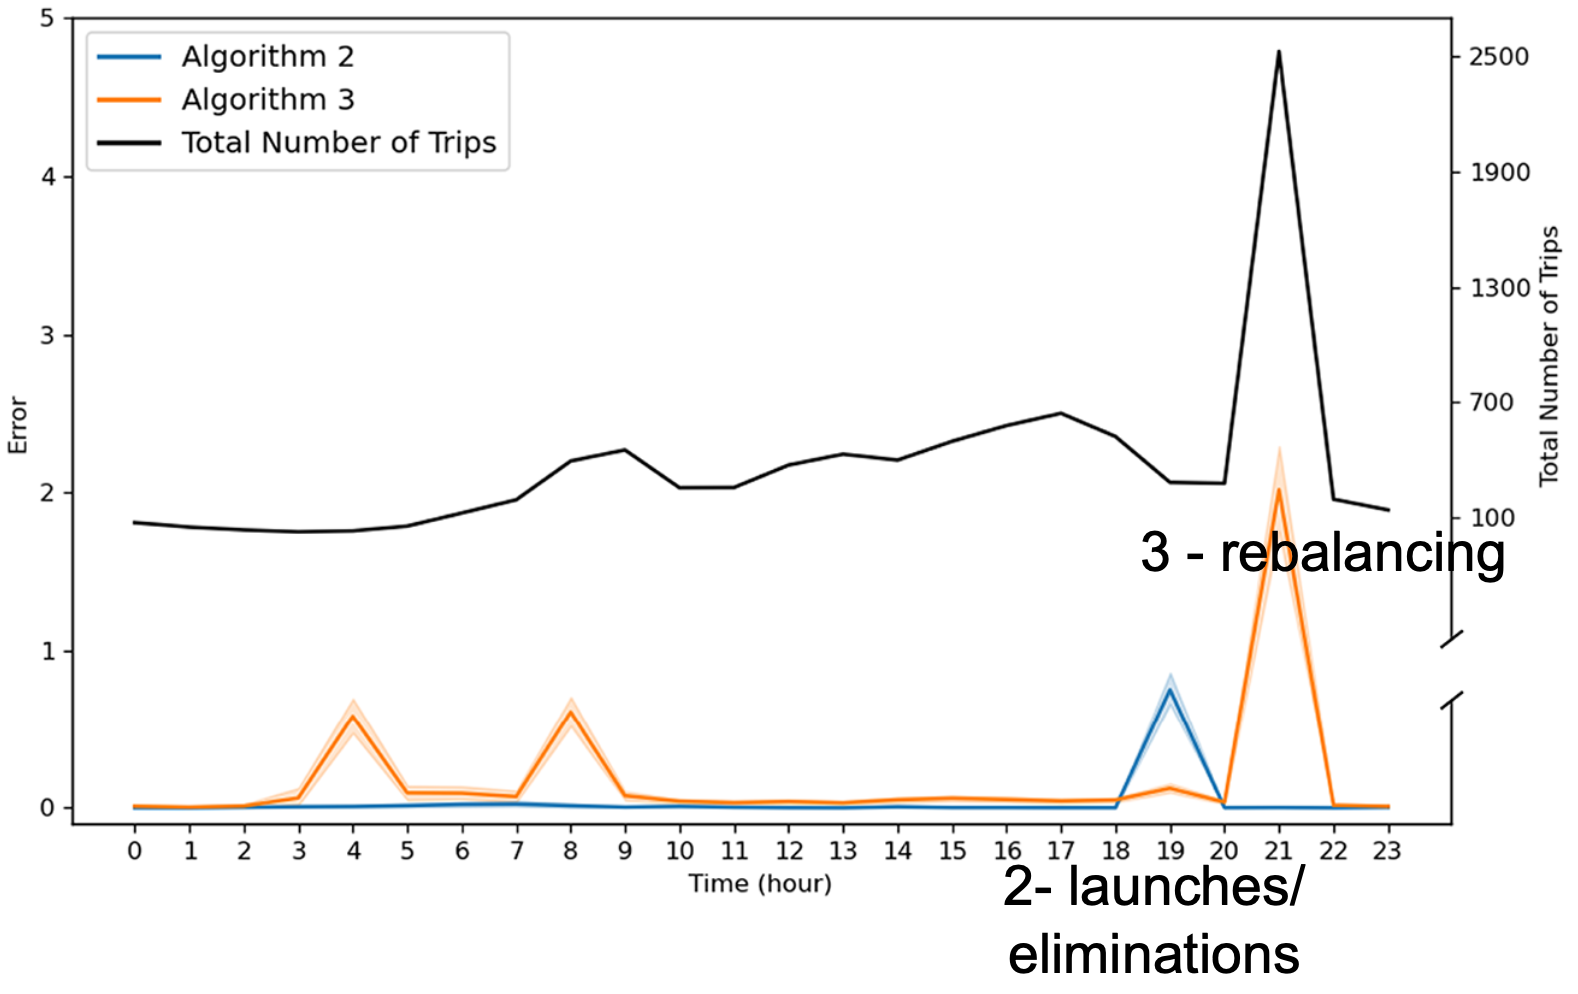 5
4
3
2
1
0
Error
Algorithm 2
Algorithm 3
Total Number of Trips
2500
1900
1300
700
100
Total Number of Trips
3 - rebalancing
0 1 2 3 4 5 6 7 8 9 10 11 12 13 14 15 16 17 18 19 20 21 22 23
Time (hour)
2- launches/
eliminations